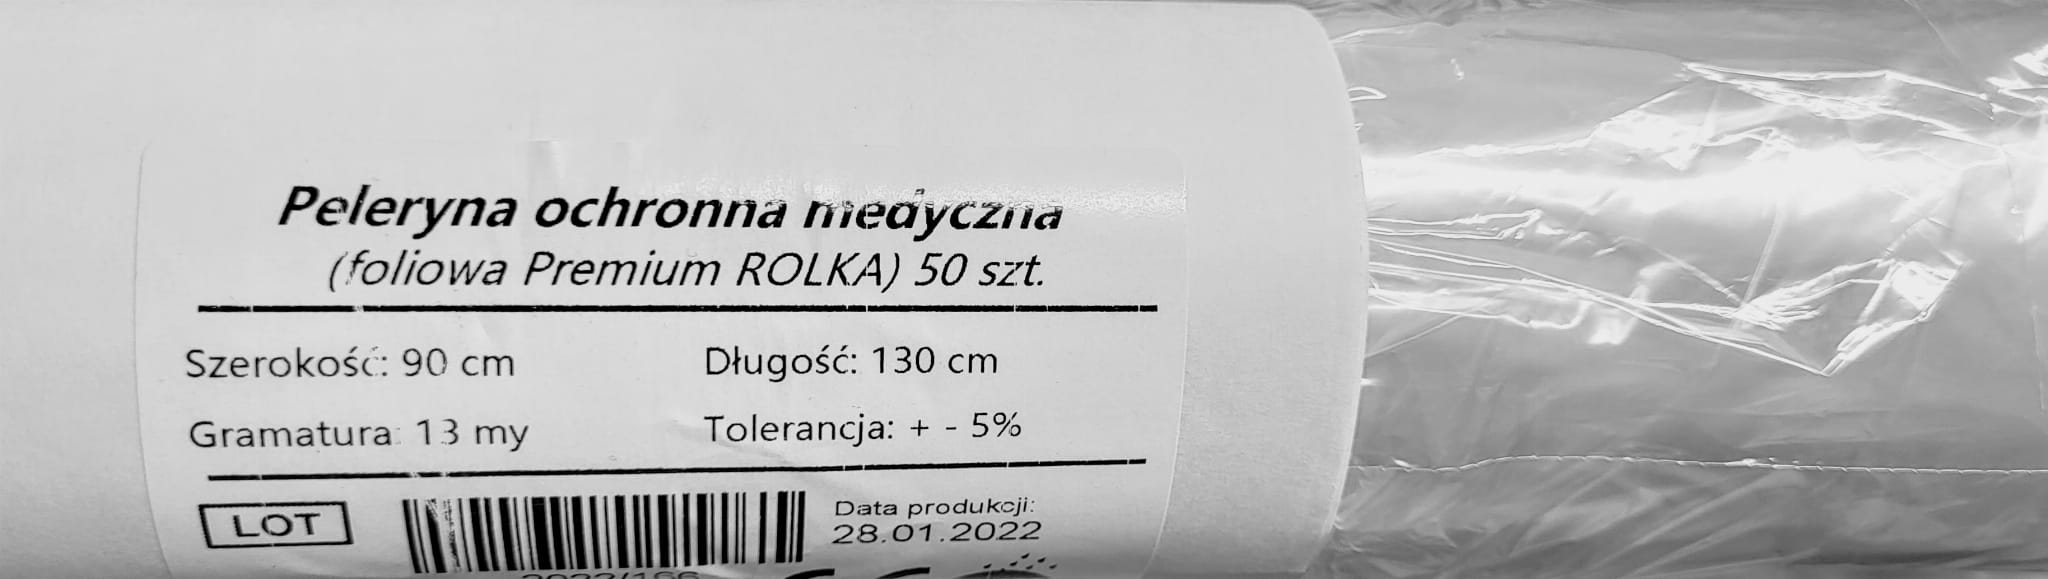 Peleryna ochronna medyczna
(foliowa Premium ROLKA) 50 szt.
Szerokość: 90 cm
Długość: 130 cm
Gramatura: 13 my
Tolerancja: + - 5%
LOT
Data produkcji:
28.01.2022